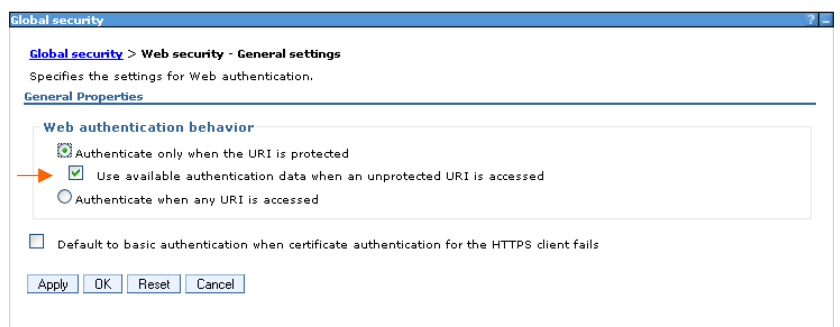 Global security ? –
Global security > Web security - General settings
Specifies the settings for Web authentication.
General Properties
Web authentication behavior
Authenticate only when the URI is protected
Use available authentication data when an unprotected URI is accessed
Authenticate when any URI is accessed
Default to basic authentication when certificate authentication for the HTTPS client fails
Apply OK Reset Cancel